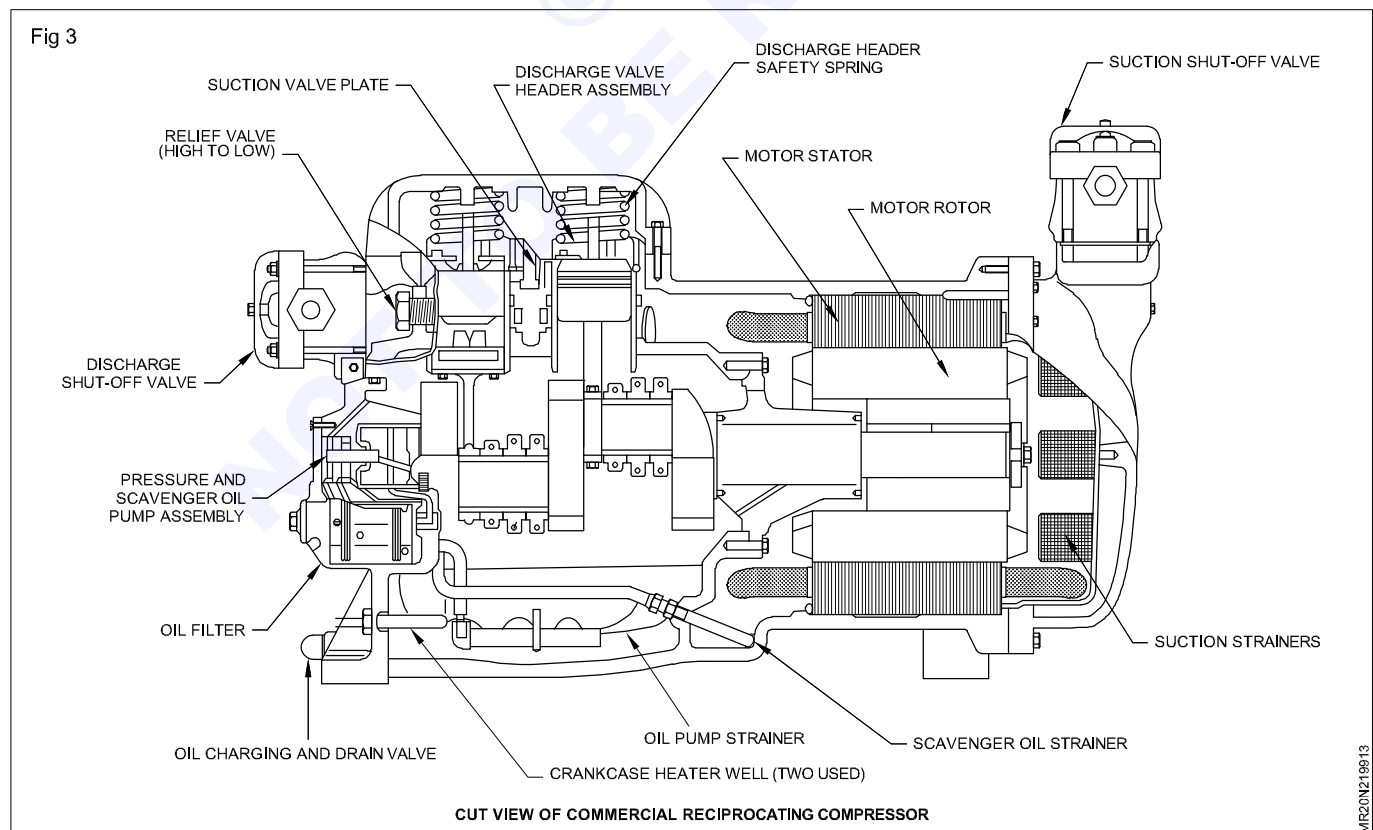 Fig 3
DISCHARGE HEADER
SAFETY SPRING
SUCTION SHUT-OFF VALVE
DISCHARGE VALVE
HEADER ASSEMBLY
SUCTION VALVE PLATE
RELIEF VALVE
(HIGH TO LOW)
MOTOR STATOR
MOTOR ROTOR
DISCHARGE
SHUT-OFF VALVE
PRESSURE AND
SCAVENGER OIL
PUMP ASSEMBLY
OIL FILTER
SUCTION STRAINERS
OIL CHARGING AND DRAIN VALVE
OIL PUMP STRAINER
SCAVENGER OIL STRAINER
CRANKCASE HEATER WELL (TWO USED)
CUT VIEW OF COMMERCIAL RECIPROCATING COMPRESSOR
MR20N219913
NOT TO BE